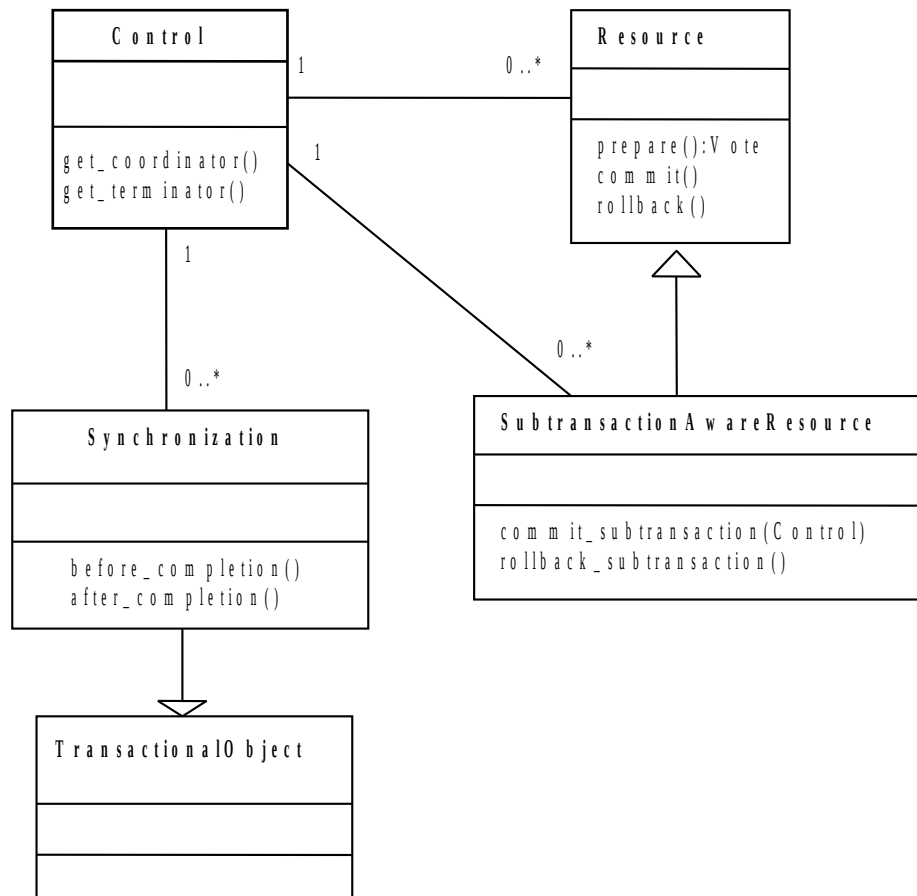 Control
Resource
1
0..*
get_coordinator()
get_terminator()
1
prepare():Vote
commit()
rollback()
1
0..*
0..*
Synchronization
SubtransactionAwareResource
before_completion()
after_completion()
commit_subtransaction(Control)
rollback_subtransaction()
TransactionalObject